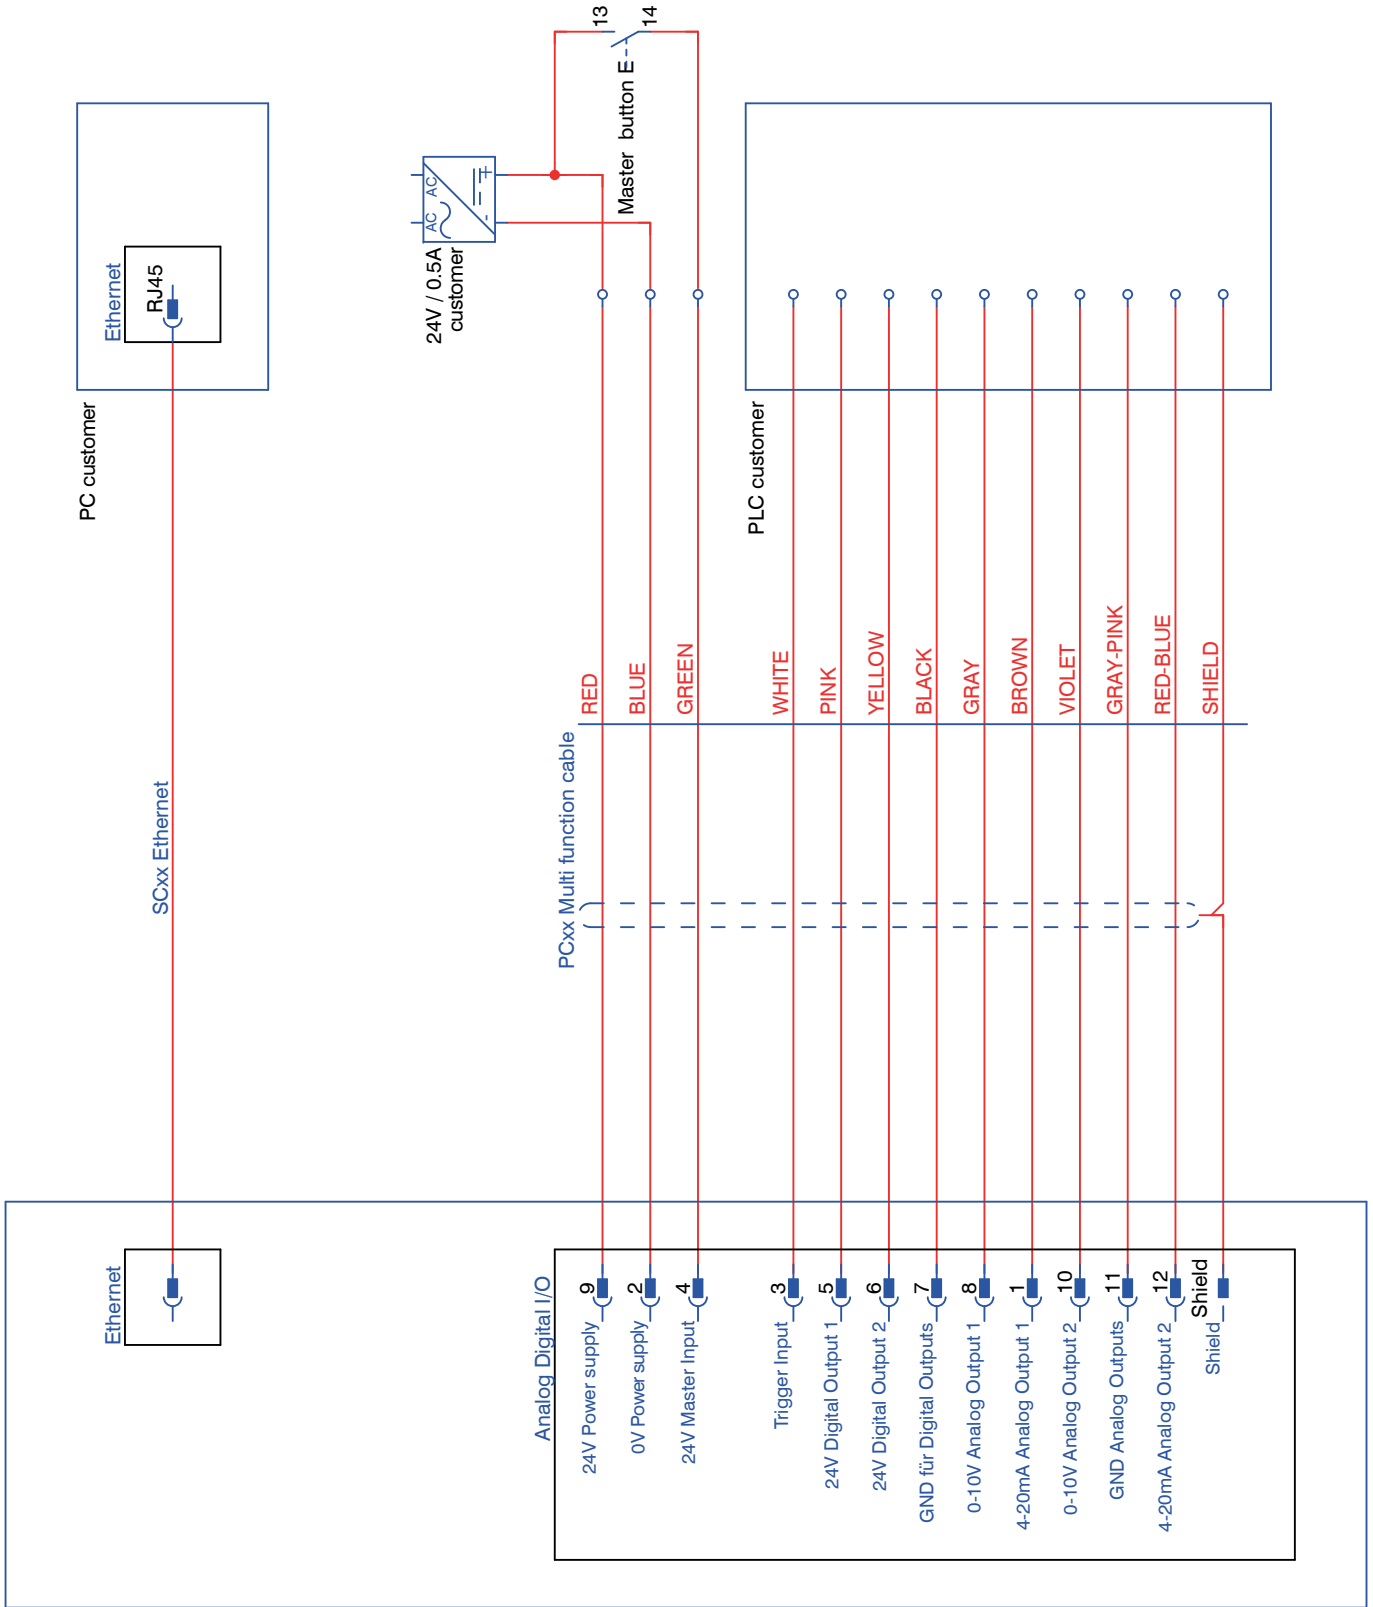 13
14
Master button E
AC
AC
+
-
24V / 0.5A
customer
Ethernet
RJ45
PC customer
PLC customer
SCxx Ethernet
PCxx Multi function cable
RED
BLUE
GREEN
WHITE
PINK
YELLOW
BLACK
GRAY
BROWN
VIOLET
GRAY-PINK
RED-BLUE
SHIELD
Ethernet
Analog Digital I/O
24V Power supply 9
0V Power supply 2
24V Master Input 4
Trigger Input 3
24V Digital Output 1 5
24V Digital Output 2 6
GND für Digital Outputs 7
0-10V Analog Output 1 8
4-20mA Analog Output 1 1
0-10V Analog Output 2 10
GND Analog Outputs 11
4-20mA Analog Output 2 12
Shield Shield